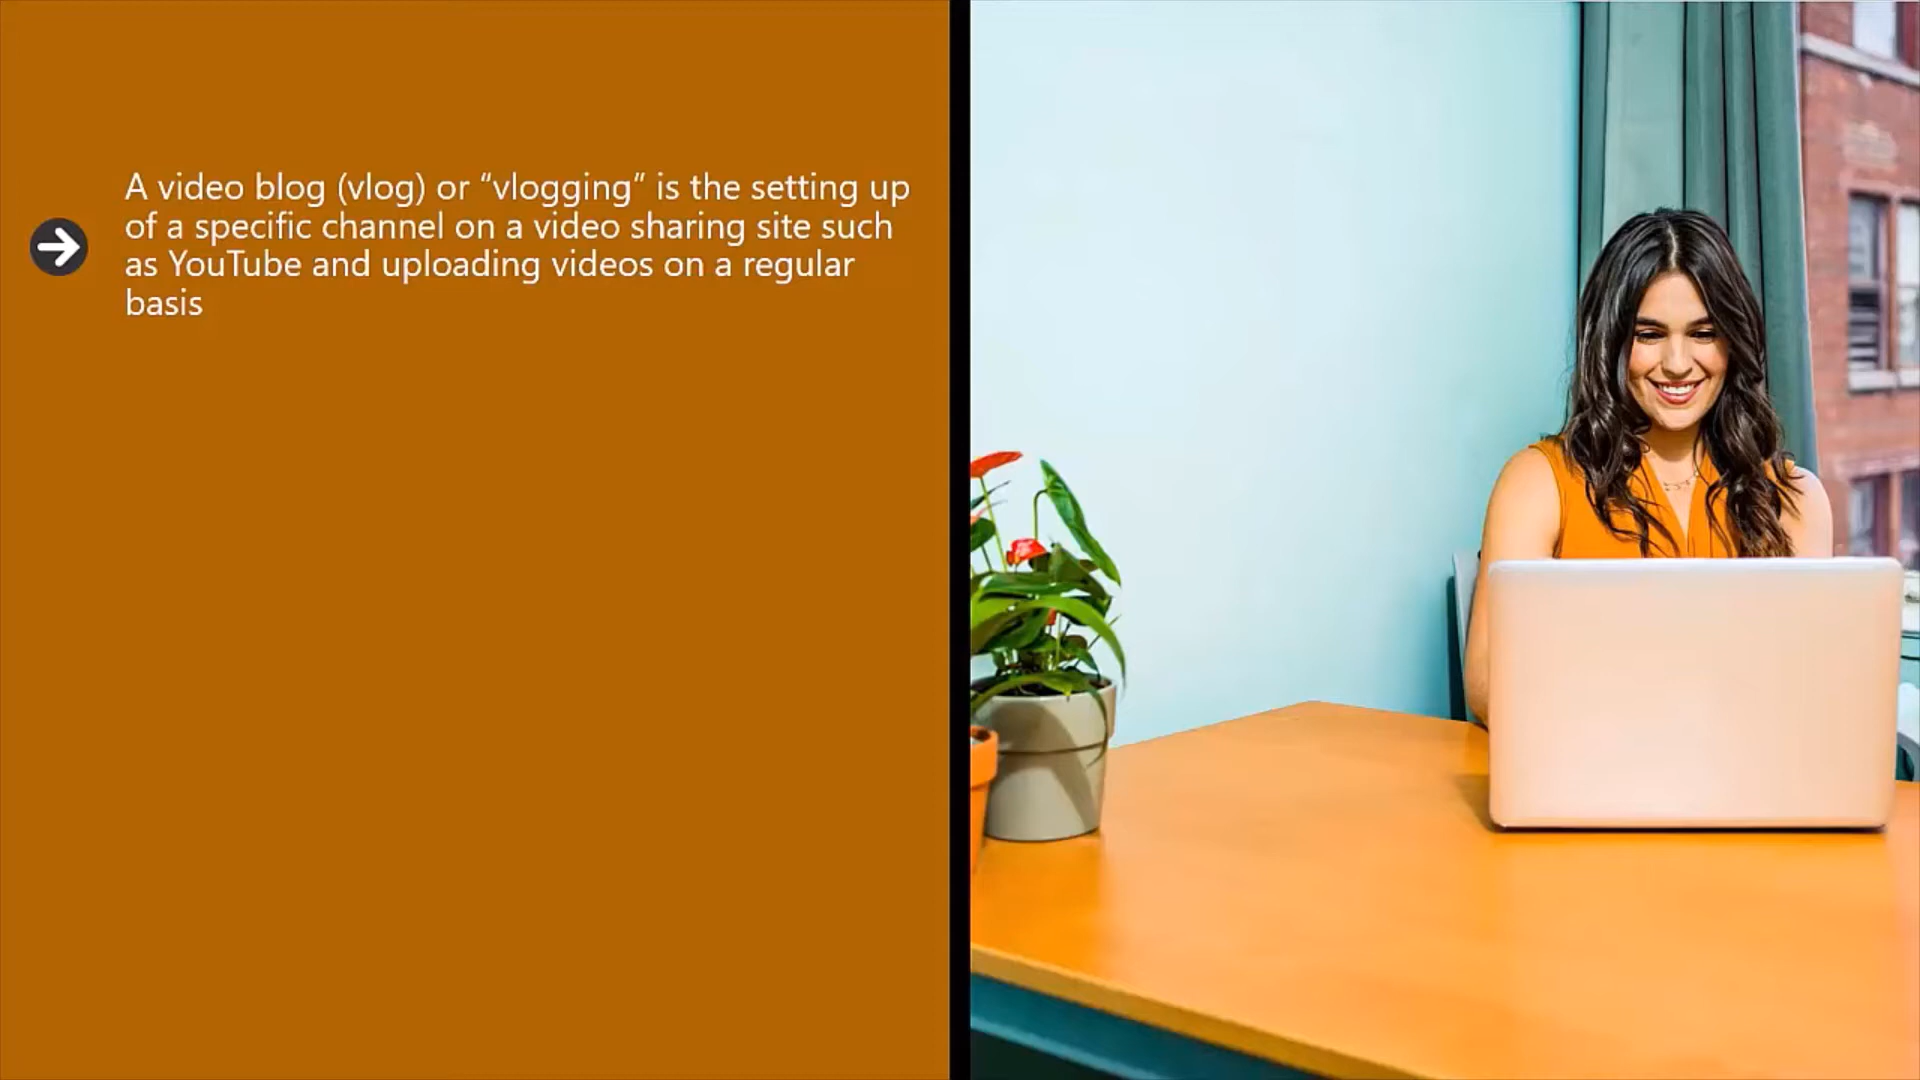 A video blog (vlog) or “vlogging” is the setting up
of a specific channel on a video sharing site such
as YouTube and uploading videos on a regular
basis